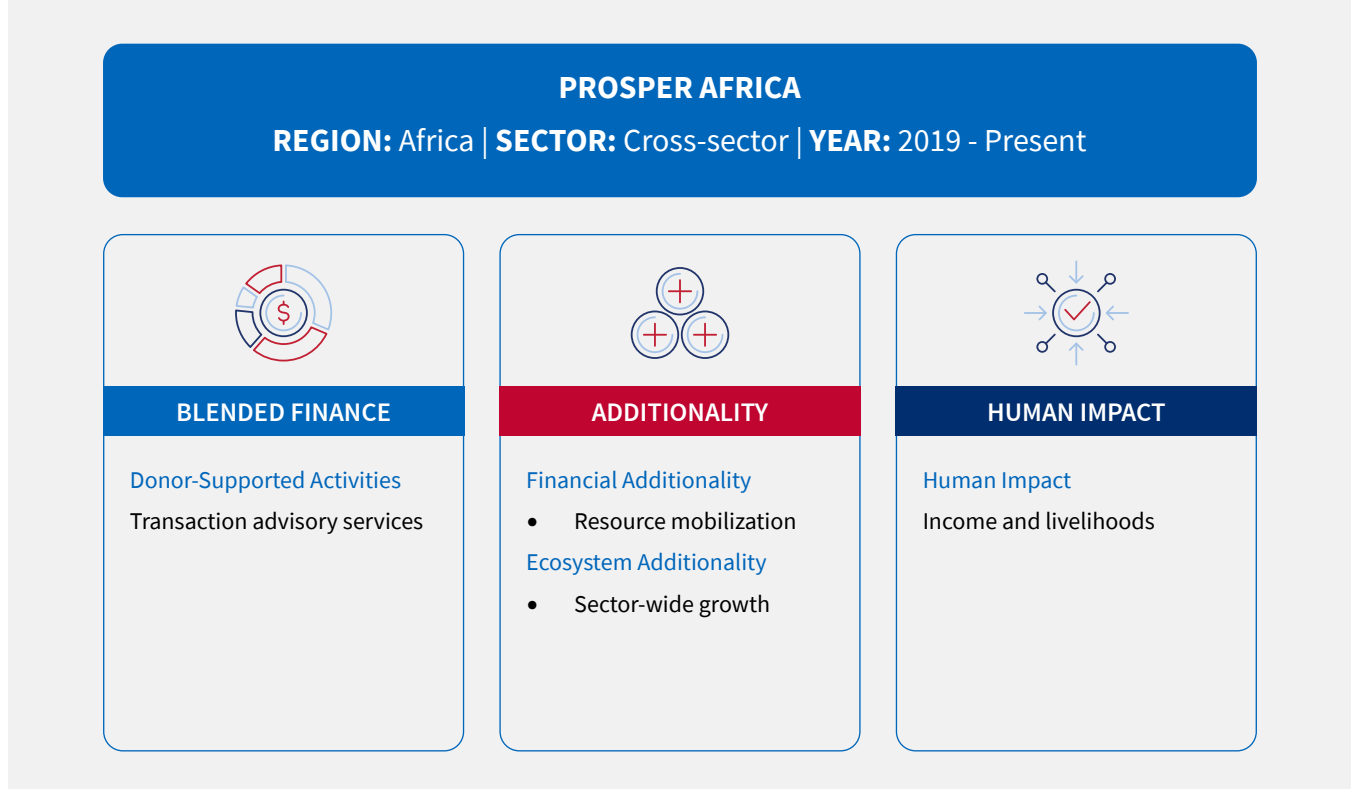 PROSPER AFRICA
REGION: Africa | SECTOR: Cross-sector | YEAR: 2019 - Present
$
BLENDED FINANCE
Donor-Supported Activities
Transaction advisory services
ADDITIONALITY
Financial Additionality
• Resource mobilization
Ecosystem Additionality
• Sector-wide growth
HUMAN IMPACT
Human Impact
Income and livelihoods